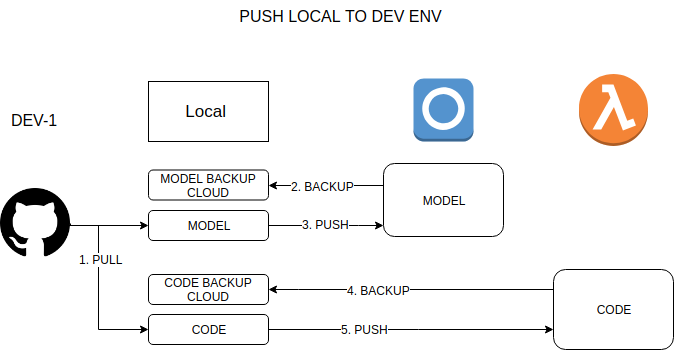 PUSH LOCAL TO DEV ENV
DEV-1
Local
MODEL BACKUP
CLOUD
2. BACKUP
MODEL
MODEL
3. PUSH
1. PULL
CODE BACKUP
CLOUD
4. BACKUP
CODE
CODE
5. PUSH